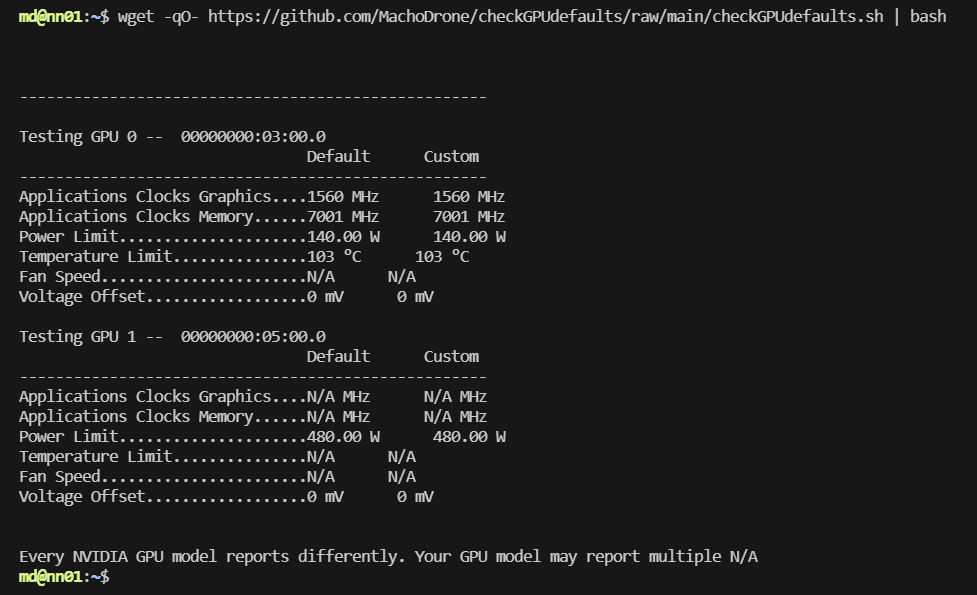 md@nn01:~$ wget -qO- https://github.com/MachoDrone/checkGPUdefaults/raw/main/checkGPUdefaults.sh | bash
----------------------------------------------------
Testing GPU 0 --  00000000:03:00.0
                                Default      Custom
----------------------------------------------------
Applications Clocks Graphics....1560 MHz      1560 MHz
Applications Clocks Memory......7001 MHz      7001 MHz
Power Limit.....................140.00 W      140.00 W
Temperature Limit...............103 °C      103 °C
Fan Speed.......................N/A      N/A
Voltage Offset..................0 mV      0 mV
Testing GPU 1 --  00000000:05:00.0
                                Default      Custom
----------------------------------------------------
Applications Clocks Graphics....N/A MHz      N/A MHz
Applications Clocks Memory......N/A MHz      N/A MHz
Power Limit.....................480.00 W      480.00 W
Temperature Limit...............N/A      N/A
Fan Speed.......................N/A      N/A
Voltage Offset..................0 mV      0 mV
Every NVIDIA GPU model reports differently. Your GPU model may report multiple N/A
md@nn01:~$